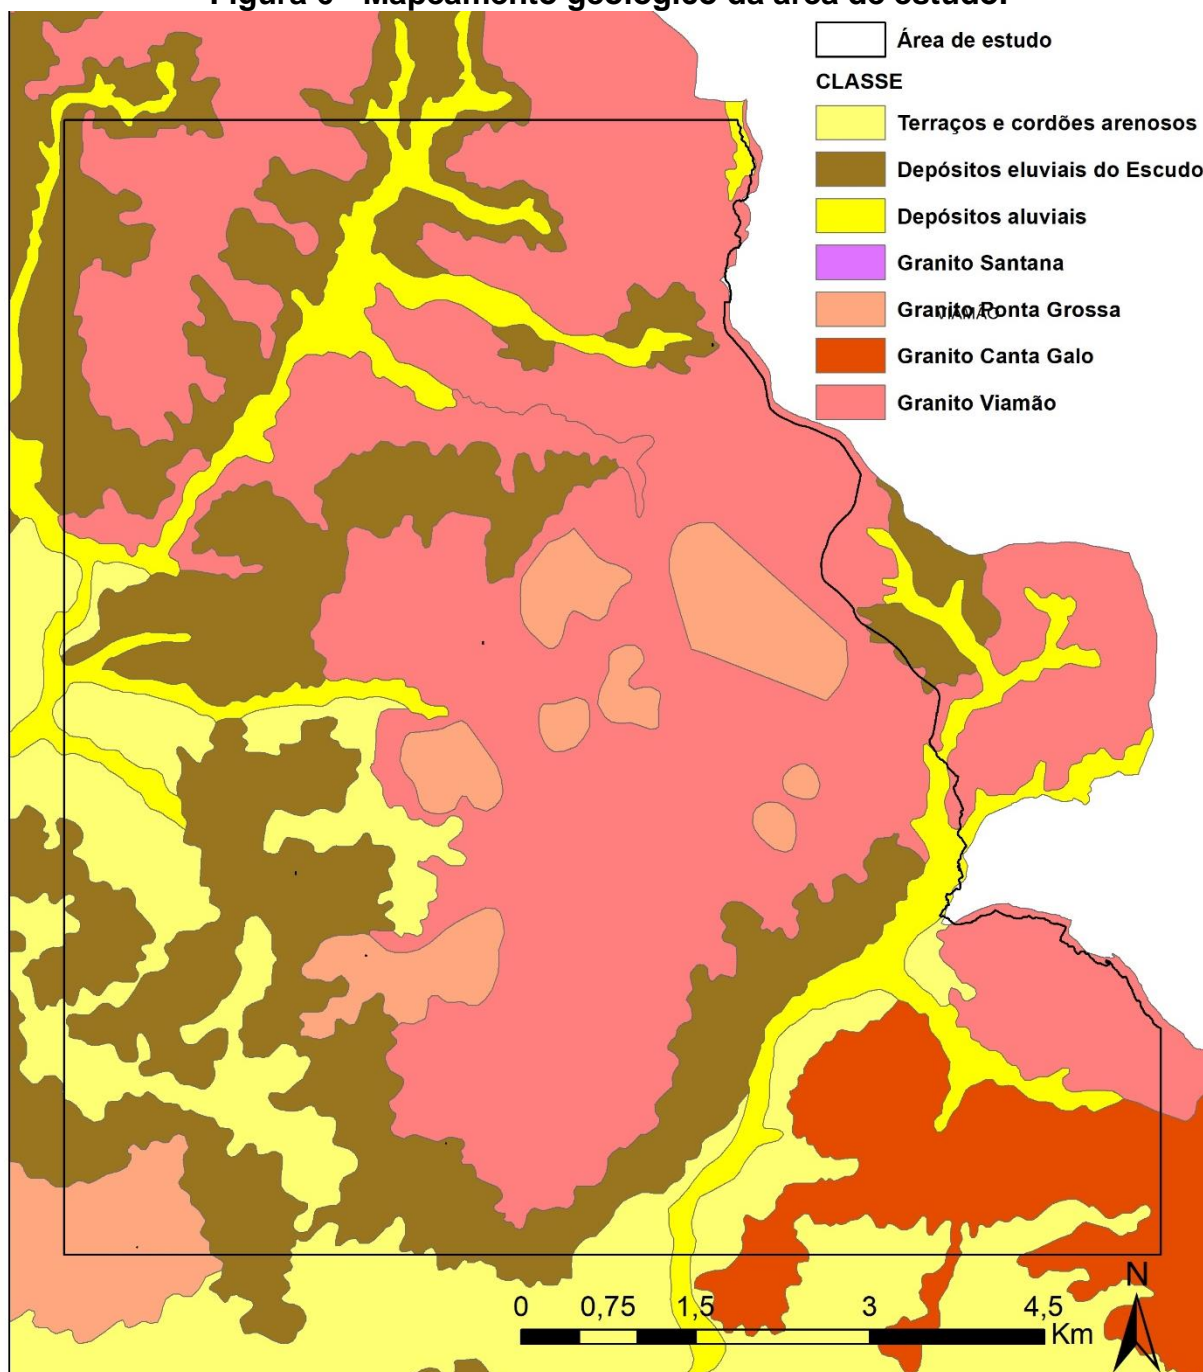 Figura 6 - Mapeamento geológico da área de estudo.
Área de estudo
CLASSE
Terraços e cordões arenosos
Depósitos eluviais do Escudo
Depósitos aluviais
Granito Santana
Granito Ponta Grossa
VIAMÃO
Granito Canta Galo
Granito Viamão
N
0 0,75 1,5 3 4,5
Km